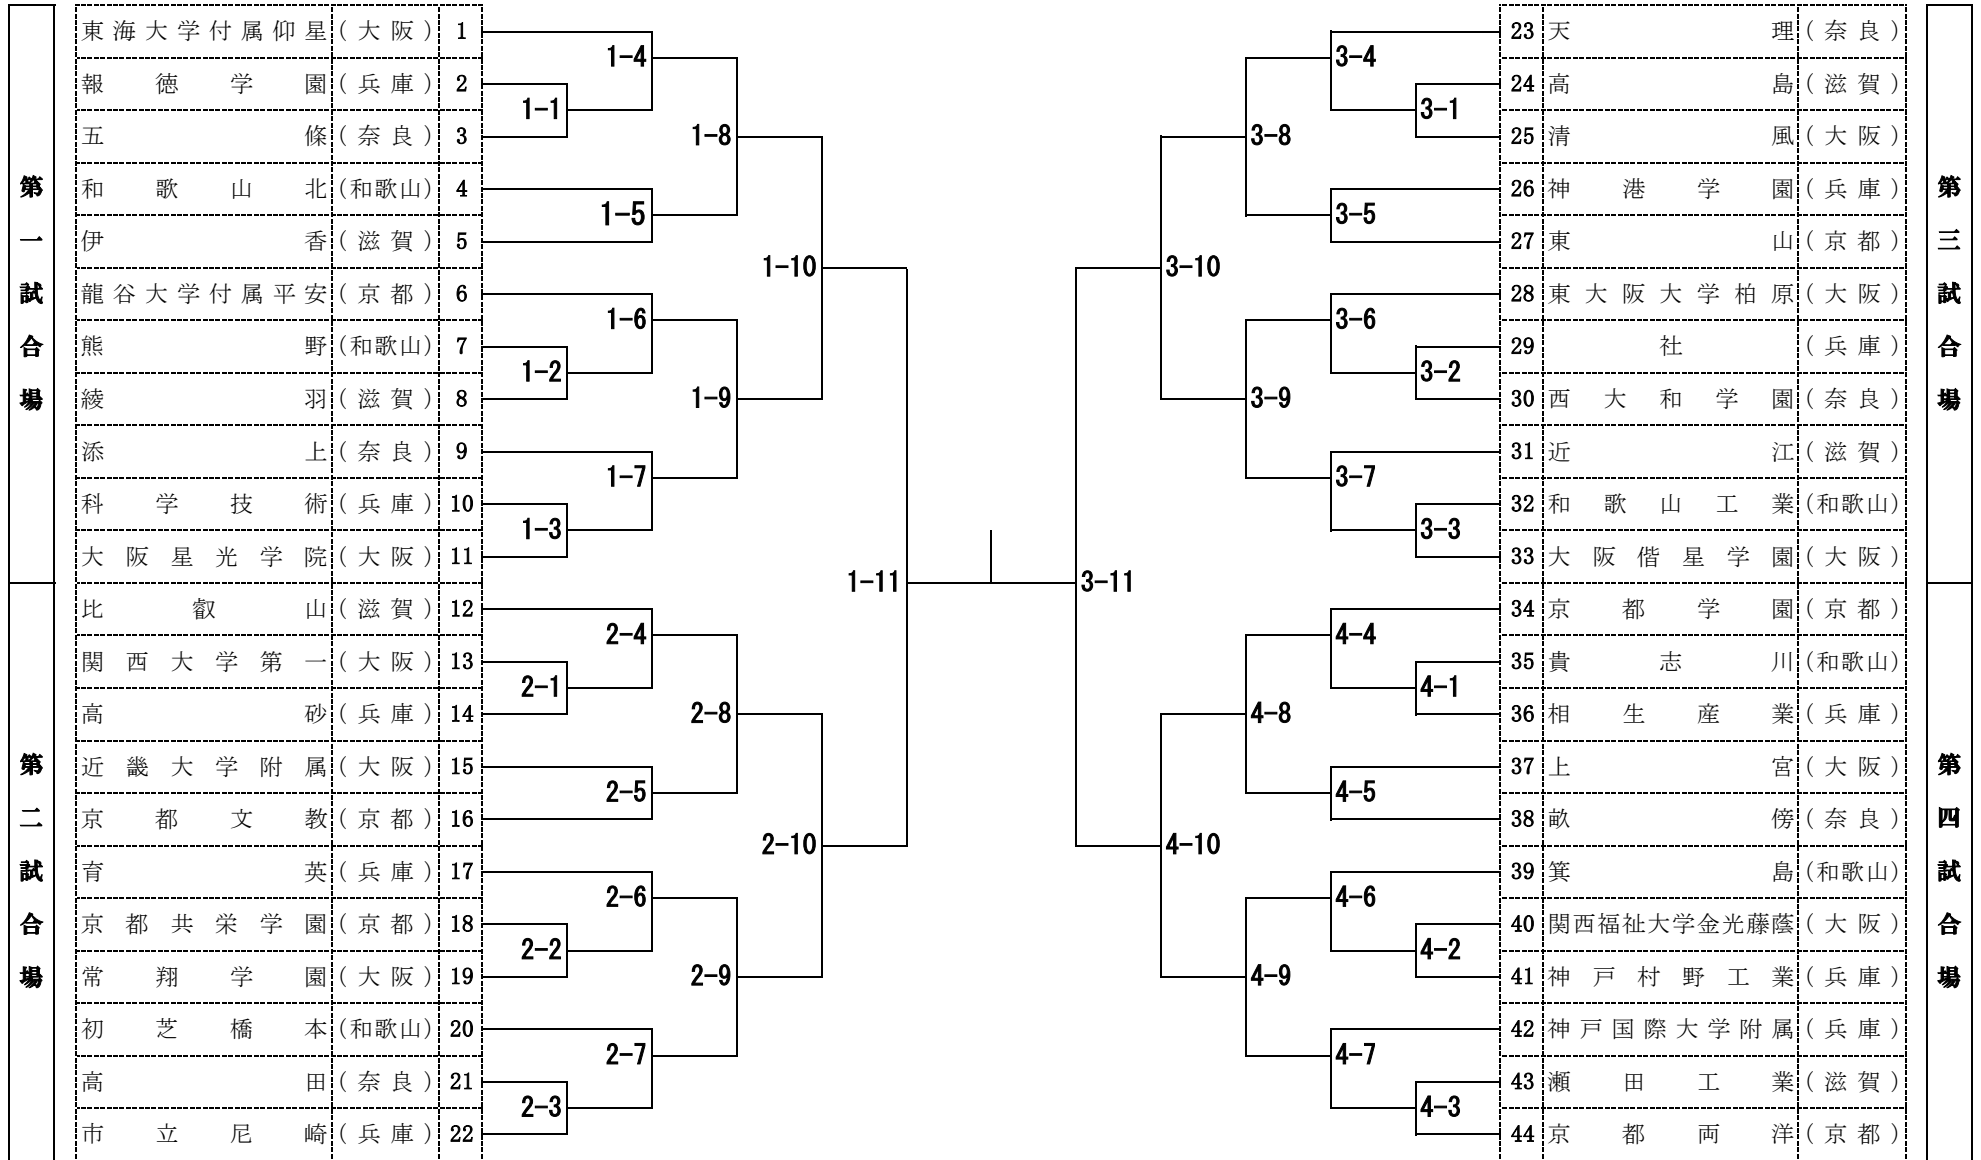 第一試合場
東海大学付属仰星 (大阪) 1
報徳学園 (兵庫) 2
五條 (奈良) 3
和歌山北 (和歌山) 4
伊香 (滋賀) 5
龍谷大学付属平安 (京都) 6
熊野 (和歌山) 7
綾羽 (滋賀) 8
添上 (奈良) 9
科学技術 (兵庫) 10
大阪星光学院 (大阪) 11
第二試合場
比叡山 (滋賀) 12
関西大学第一 (大阪) 13
高砂 (兵庫) 14
近畿大学附属 (大阪) 15
京都文教 (京都) 16
育英 (兵庫) 17
京都共栄学園 (京都) 18
常翔学園 (大阪) 19
初芝橋本 (和歌山) 20
高田 (奈良) 21
市立尼崎 (兵庫) 22
1-1
1-2
1-3
2-1
2-2
2-3
1-4
1-5
1-6
1-7
2-4
2-5
2-6
2-7
1-8
1-9
2-8
2-9
1-10
2-10
1-11
3-11
3-10
4-10
3-8
3-9
4-8
4-9
3-4
3-5
3-6
3-7
4-4
4-5
4-6
4-7
3-1
3-2
3-3
4-1
4-2
4-3
23 天理 (奈良)
24 高島 (滋賀)
25 清風 (大阪)
26 神港学園 (兵庫)
27 東山 (京都)
28 東大阪大学柏原 (大阪)
29 社 (兵庫)
30 西大和学園 (奈良)
31 近江 (滋賀)
32 和歌山工業 (和歌山)
33 大阪偕星学園 (大阪)
第三試合場
34 京都学園 (京都)
35 貴志川 (和歌山)
36 相生産業 (兵庫)
37 上宮 (大阪)
38 畝傍 (奈良)
39 箕島 (和歌山)
40 関西福祉大学金光藤蔭 (大阪)
41 神戸村野工業 (兵庫)
42 神戸国際大学附属 (兵庫)
43 瀬田工業 (滋賀)
44 京都両洋 (京都)
第四試合場